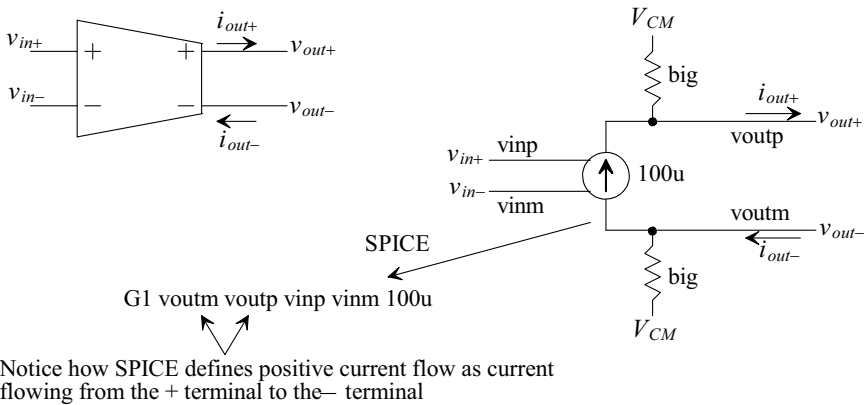 i_out+
v_in+
+ +
v_out+
v_in−
− −
v_out−
i_out−
V_CM
big
i_out+
v_out+
voutp
v_in+ vinp
100u
v_in− vinm
voutm
v_out−
i_out−
SPICE
big
G1 voutm voutp vinp vinm 100u
V_CM
Notice how SPICE defines positive current flow as current
flowing from the + terminal to the− terminal